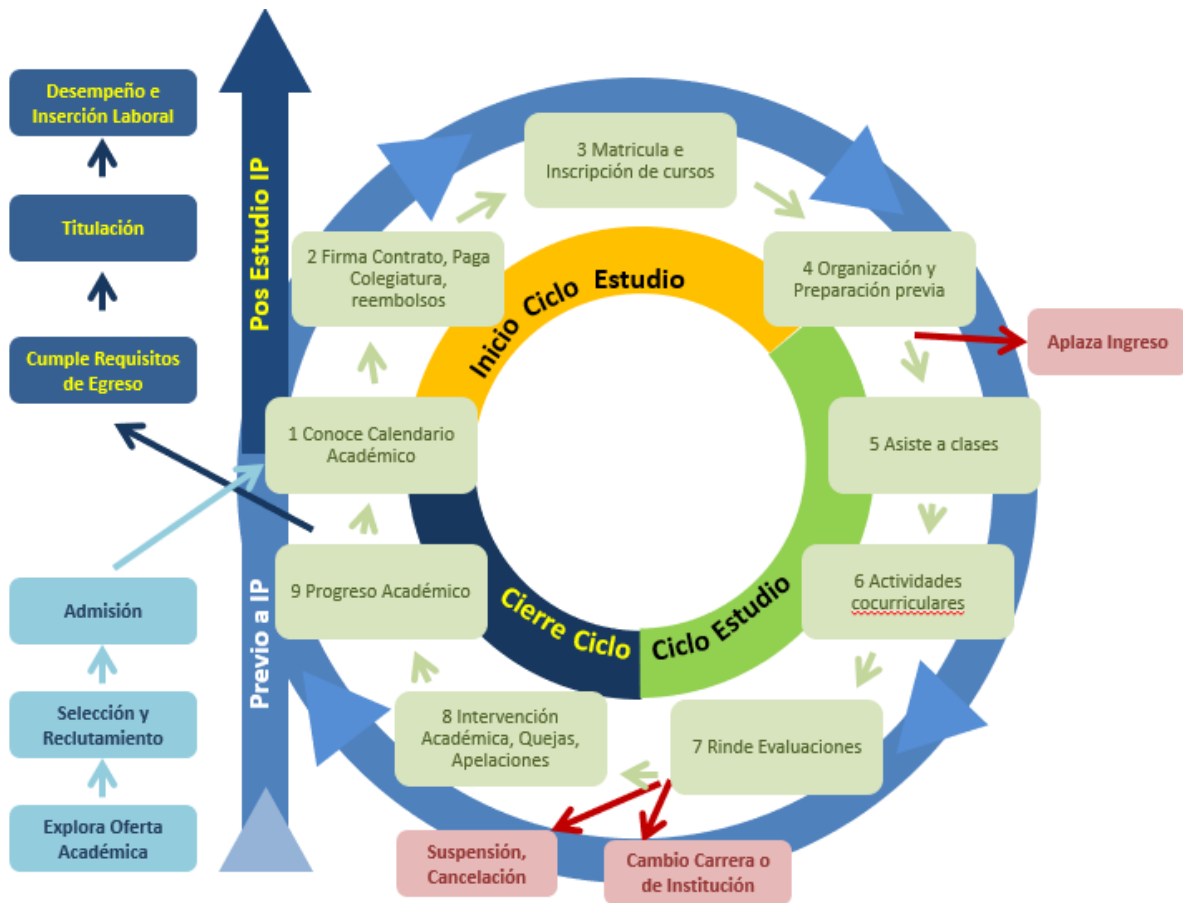 Desempeño e
Inserción Laboral
Titulación
Cumple Requisitos
de Egreso
Pos Estudio IP
Previo a IP
Admisión
Selección y
Reclutamiento
Explora Oferta
Académica
3 Matricula e
Inscripción de cursos
2 Firma Contrato, Paga
Colegiatura,
reembolsos
4 Organización y
Preparación previa
Aplaza Ingreso
Inicio Ciclo Estudio
1 Conoce Calendario
Académico
5 Asiste a clases
9 Progreso Académico
6 Actividades
cocurriculares
Cierre Ciclo
Ciclo Estudio
8 Intervención
Académica, Quejas,
Apelaciones
7 Rinde Evaluaciones
Suspensión,
Cancelación
Cambio Carrera o
de Institución